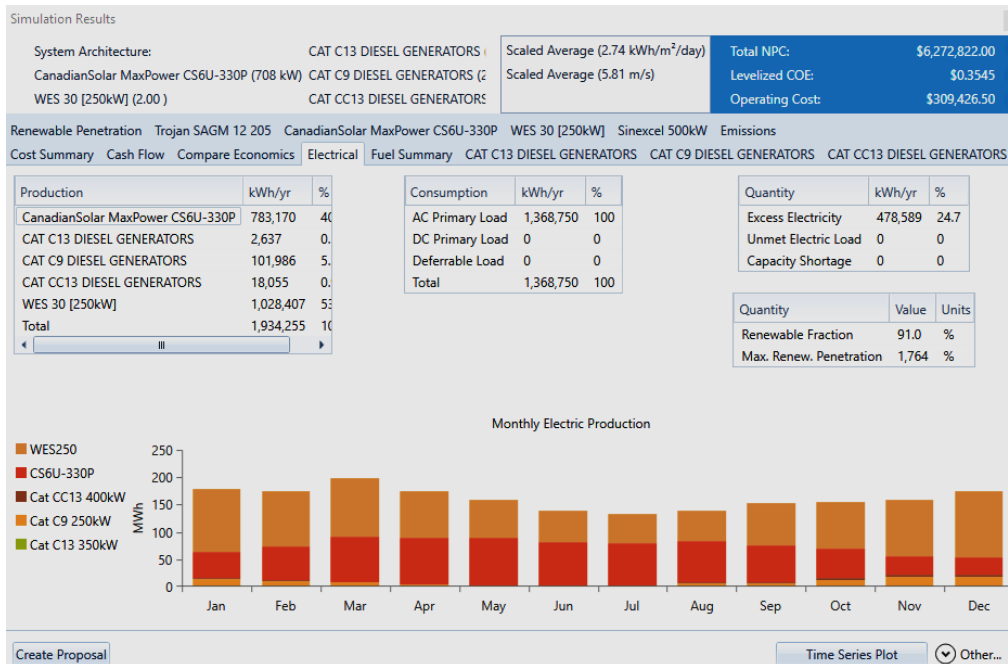 Simulation Results
System Architecture: CAT C13 DIESEL GENERATORS Scaled Average (2.74 kWh/m²/day) Total NPC: $6,272,822.00
CanadianSolar MaxPower CS6U-330P (708 kW) CAT C9 DIESEL GENERATORS (2 Scaled Average (5.81 m/s) Levelized COE: $0.3545
WES 30 [250kW] (2.00 ) CAT CC13 DIESEL GENERATORS Operating Cost: $309,426.50
Renewable Penetration Trojan SAGM 12 205 CanadianSolar MaxPower CS6U-330P WES 30 [250kW] Sinexcel 500kW Emissions
Cost Summary Cash Flow Compare Economics Electrical Fuel Summary CAT C13 DIESEL GENERATORS CAT C9 DIESEL GENERATORS CAT CC13 DIESEL GENERATORS
Production kWh/yr %
CanadianSolar MaxPower CS6U-330P 783,170 40
CAT C13 DIESEL GENERATORS 2,637 0.
CAT C9 DIESEL GENERATORS 101,986 5.
CAT CC13 DIESEL GENERATORS 18,055 0.
WES 30 [250kW] 1,028,407 53
Total 1,934,255 10
Consumption kWh/yr %
AC Primary Load 1,368,750 100
DC Primary Load 0 0
Deferrable Load 0 0
Total 1,368,750 100
Quantity kWh/yr %
Excess Electricity 478,589 24.7
Unmet Electric Load 0 0
Capacity Shortage 0 0
Quantity Value Units
Renewable Fraction 91.0 %
Max. Renew. Penetration 1,764 %
Monthly Electric Production
WES250
CS6U-330P
Cat CC13 400kW
Cat C9 250kW
Cat C13 350kW
MWh
250
200
150
100
50
0
Jan Feb Mar Apr May Jun Jul Aug Sep Oct Nov Dec
Create Proposal Time Series Plot Other...